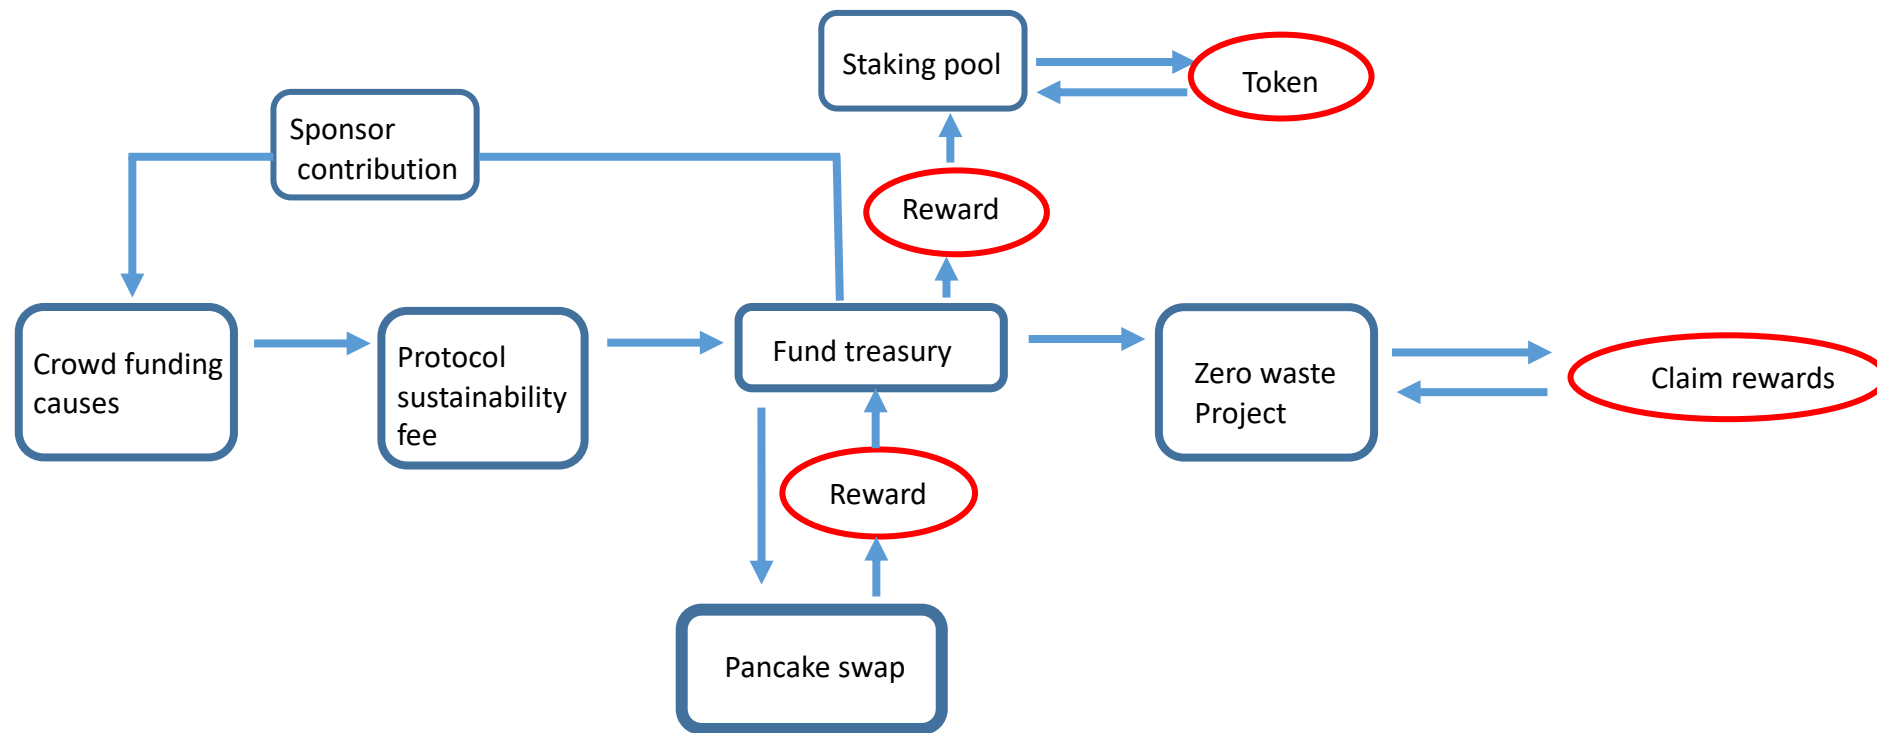 Staking pool
Token
Sponsor
contribution
Reward
Crowd funding
causes
Protocol
sustainability
fee
Fund treasury
Zero waste
Project
Claim rewards
Reward
Pancake swap